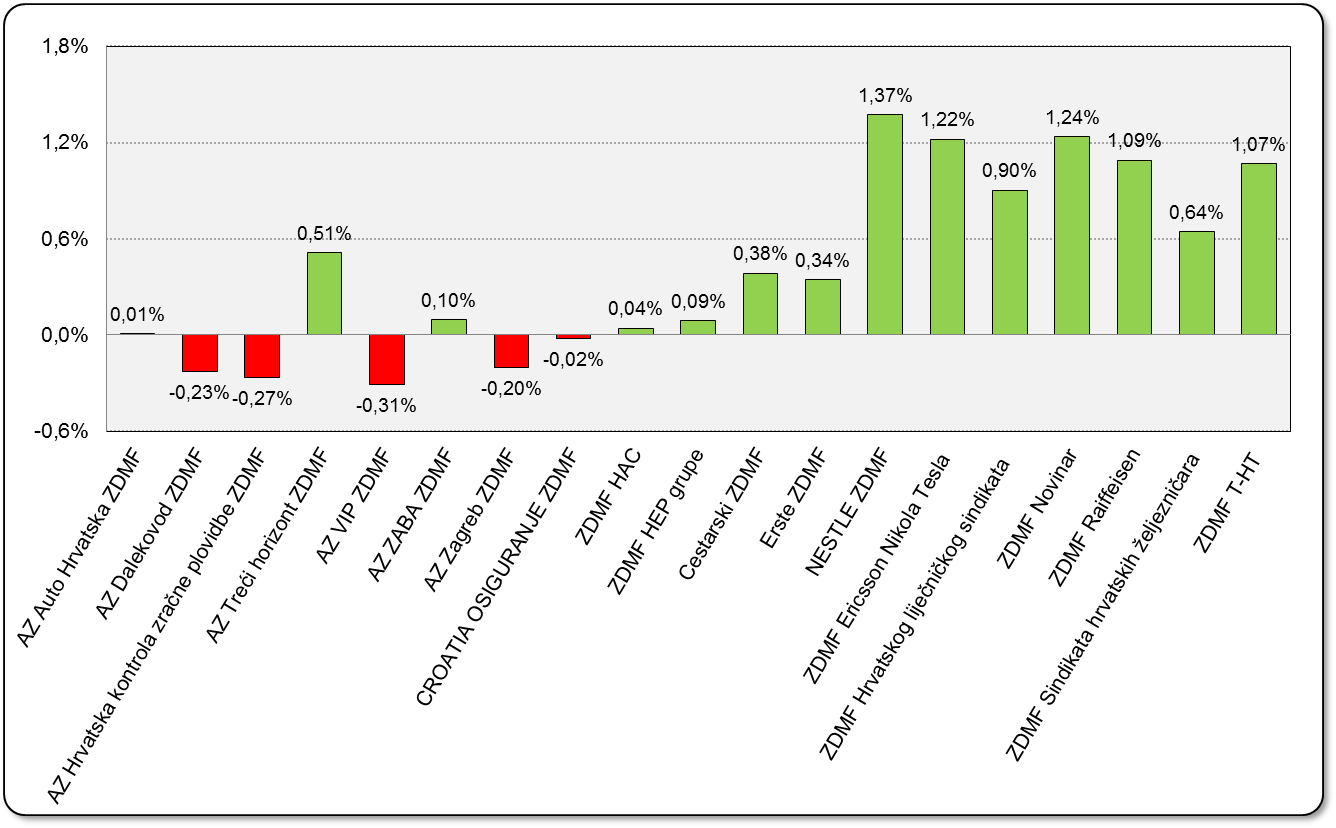 1,8%
1,2%
0,6%
0,0%
-0,6%
0,01%
-0,23%
-0,27%
0,51%
-0,31%
0,10%
-0,20%
-0,02%
0,04%
0,09%
0,38%
0,34%
1,37%
1,22%
0,90%
1,24%
1,09%
0,64%
1,07%
AZ Auto Hrvatska ZDMF
AZ Dalekovod ZDMF
AZ Hrvatska kontrola zračne plovidbe ZDMF
AZ Treći horizont ZDMF
AZ VIP ZDMF
AZ ZABA ZDMF
AZ Zagreb ZDMF
CROATIA OSIGURANJE ZDMF
ZDMF HAC
ZDMF HEP grupe
Cestarski ZDMF
Erste ZDMF
NESTLE ZDMF
ZDMF Ericsson Nikola Tesla
ZDMF Hrvatskog liječničkog sindikata
ZDMF Novinar
ZDMF Raiffeisen
ZDMF Sindikata hrvatskih željezničara
ZDMF T-HT